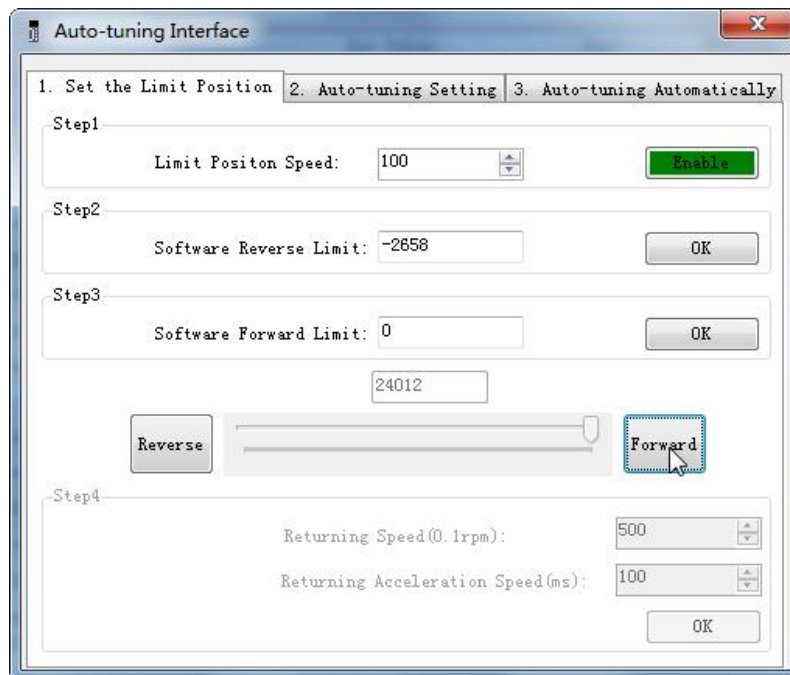 Auto-tuning Interface
1. Set the Limit Position 2. Auto-tuning Setting 3. Auto-tuning Automatically
Step1
Limit Positon Speed: 100 Enable
Step2
Software Reverse Limit: -2658 OK
Step3
Software Forward Limit: 0 OK
24012
Reverse Forward
Step4
Returning Speed(0.1rpm): 500
Returning Acceleration Speed(ms): 100
OK